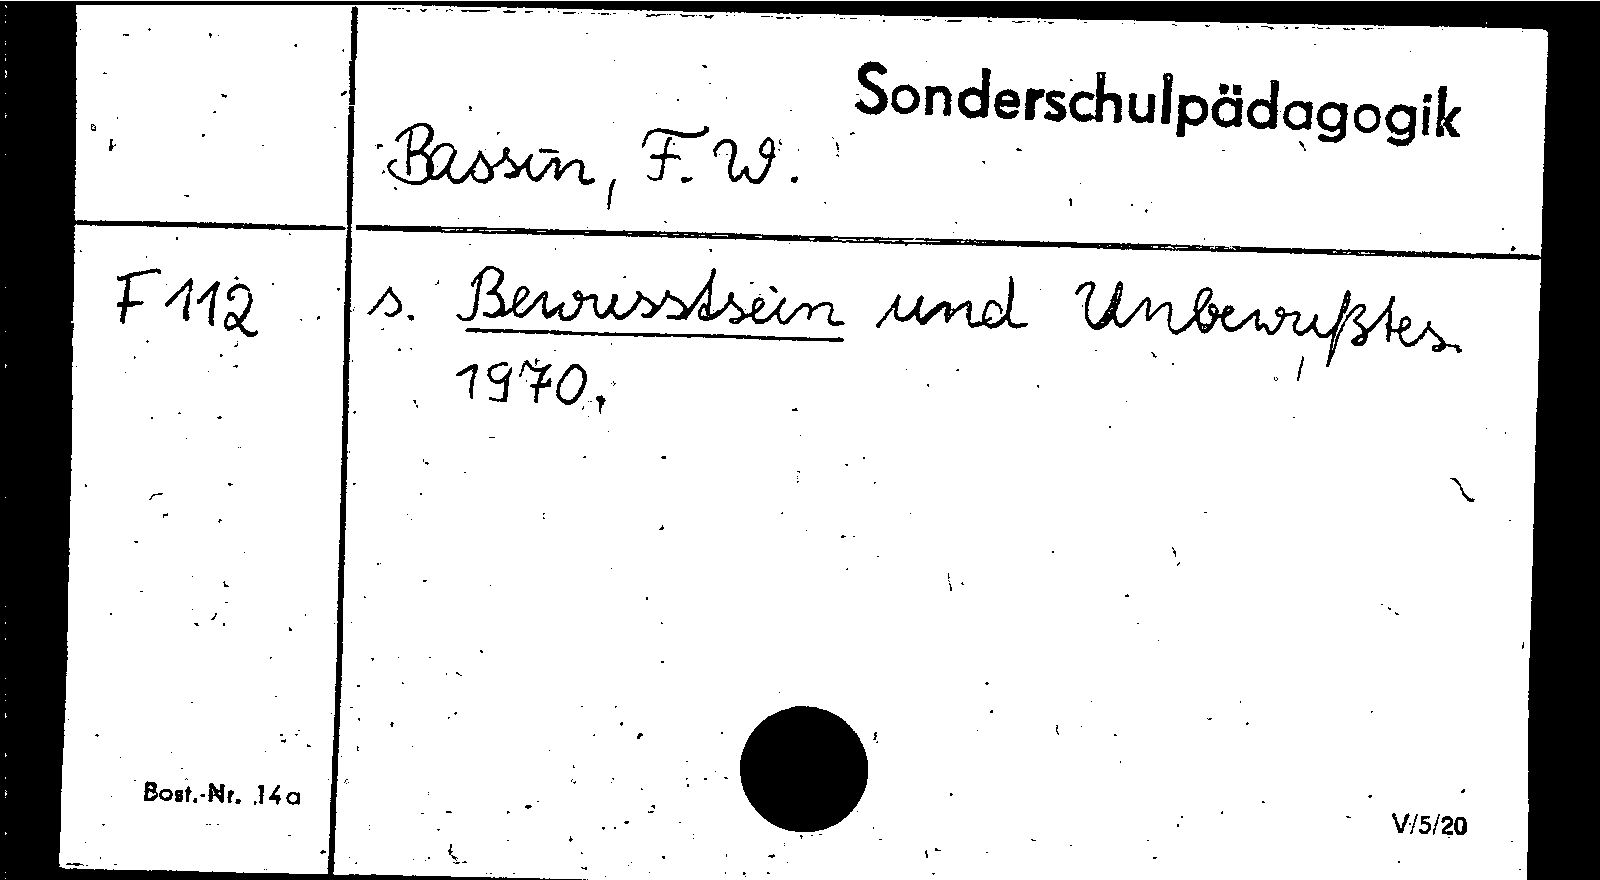 Sonderschulpädagogik
Bassin, F. W.
F 112 s. Bewusstsein und Unbewußtes.
1970.
Best.-Nr. 14a
V/5/20